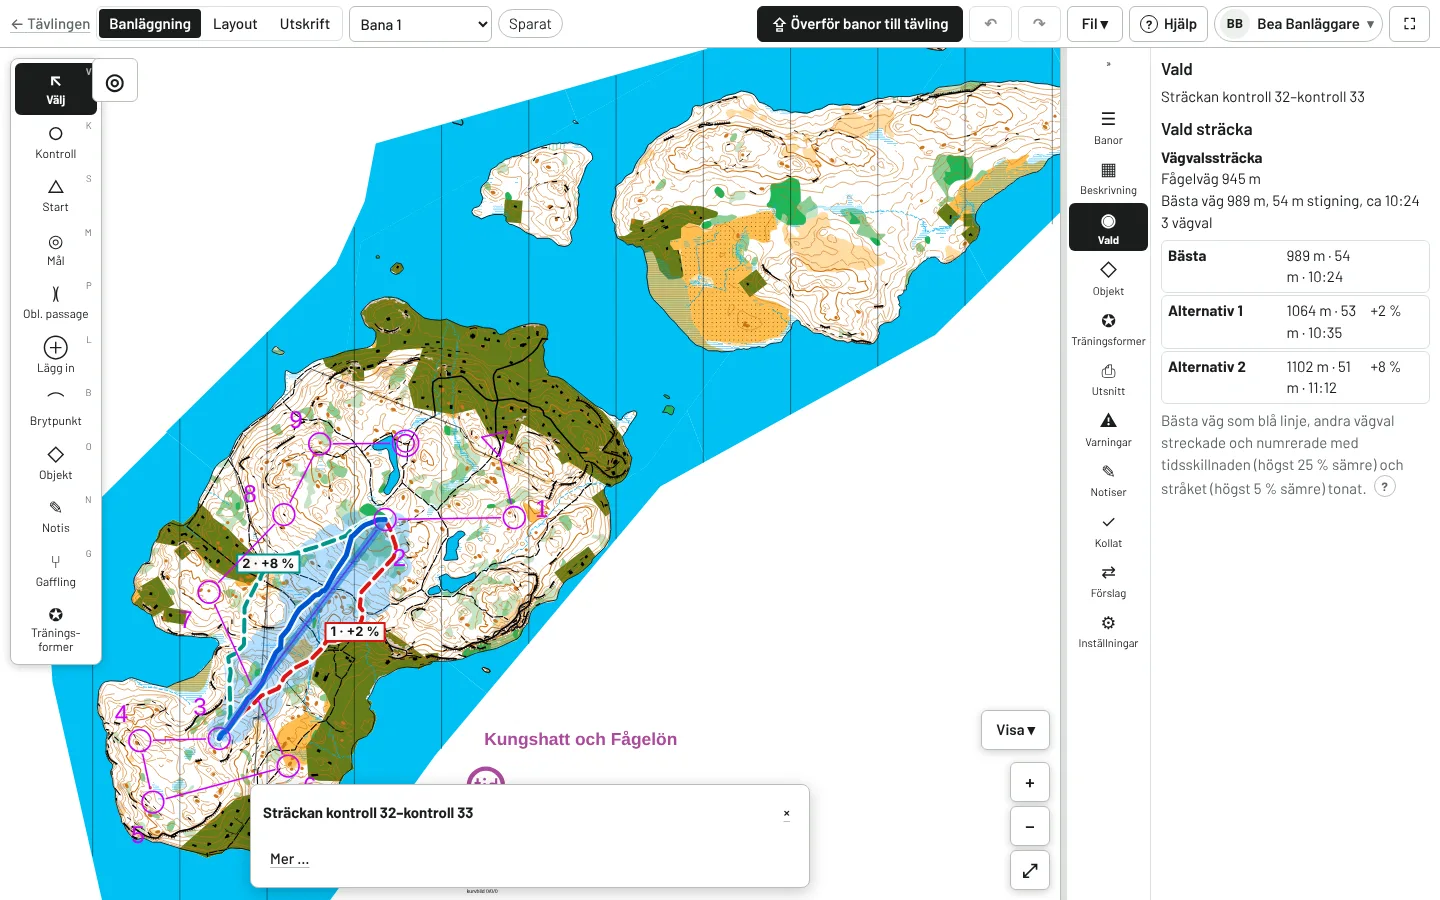 ← Tävlingen
Banläggning
Layout
Utskrift
Bana 1
Sparat
Överför banor till tävling
Fil ▾
? Hjälp
BB Bea Banläggare ▾
V
Välj
K
Kontroll
S
Start
M
Mål
P
Obl. passage
L
Lägg in
B
Brytpunkt
O
Objekt
N
Notis
G
Gaffling
Tränings-
former
9
8
1
2
2 · +8 %
7
1 · +2 %
3
4
5
6
Kungshatt och Fågelön
Sträckan kontroll 32–kontroll 33
×
Mer ...
Visa ▾
+
−
»
Banor
Beskrivning
Vald
Objekt
Träningsformer
Utsnitt
Varningar
Notiser
Kollat
Förslag
Inställningar
Vald
Sträckan kontroll 32–kontroll 33
Vald sträcka
Vägvalssträcka
Fågelväg 945 m
Bästa väg 989 m, 54 m stigning, ca 10:24
3 vägval
Bästa 989 m · 54
m · 10:24
Alternativ 1 1064 m · 53 +2 %
m · 10:35
Alternativ 2 1102 m · 51 +8 %
m · 11:12
Bästa väg som blå linje, andra vägval
streckade och numrerade med
tidsskillnaden (högst 25 % sämre) och
stråket (högst 5 % sämre) tonat. ?